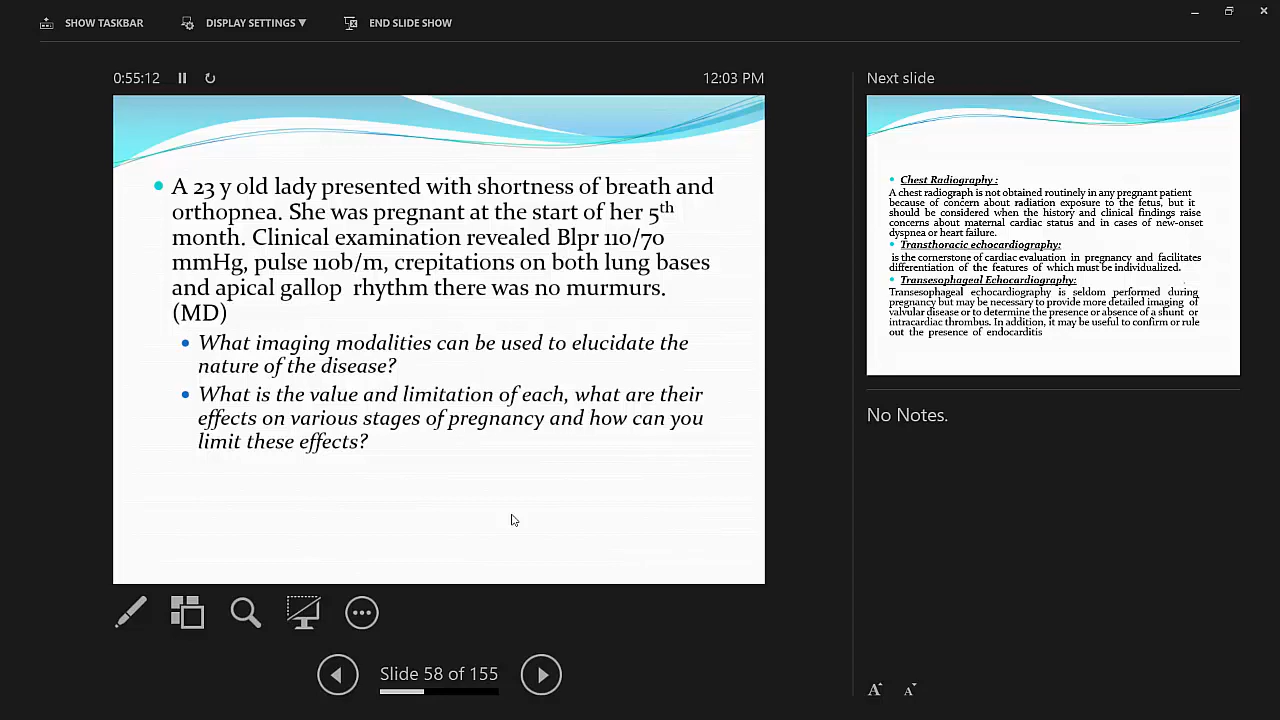 SHOW TASKBAR
DISPLAY SETTINGS ▼
END SLIDE SHOW
0:55:12
12:03 PM
A 23 y old lady presented with shortness of breath and
orthopnea. She was pregnant at the start of her 5th
month. Clinical examination revealed Blpr 110/70
mmHg, pulse 110b/m, crepitations on both lung bases
and apical gallop rhythm there was no murmurs.
(MD)
What imaging modalities can be used to elucidate the
nature of the disease?
What is the value and limitation of each, what are their
effects on various stages of pregnancy and how can you
limit these effects?
Slide 58 of 155
Next slide
Chest Radiography :
A chest radiograph is not obtained routinely in any pregnant patient
because of concern about radiation exposure to the fetus, but it
should be considered when the history and clinical findings raise
concerns about maternal cardiac status and in cases of new-onset
dyspnea or heart failure.
Transthoracic echocardiography:
is the cornerstone of cardiac evaluation in pregnancy and facilitates
differentiation of the features of which must be individualized.
Transesophageal Echocardiography:
Transesophageal echocardiography is seldom performed during
pregnancy but may be necessary to provide more detailed imaging of
valvular disease or to determine the presence or absence of a shunt or
intracardiac thrombus. In addition, it may be useful to confirm or rule
out the presence of endocarditis
No Notes.
A A